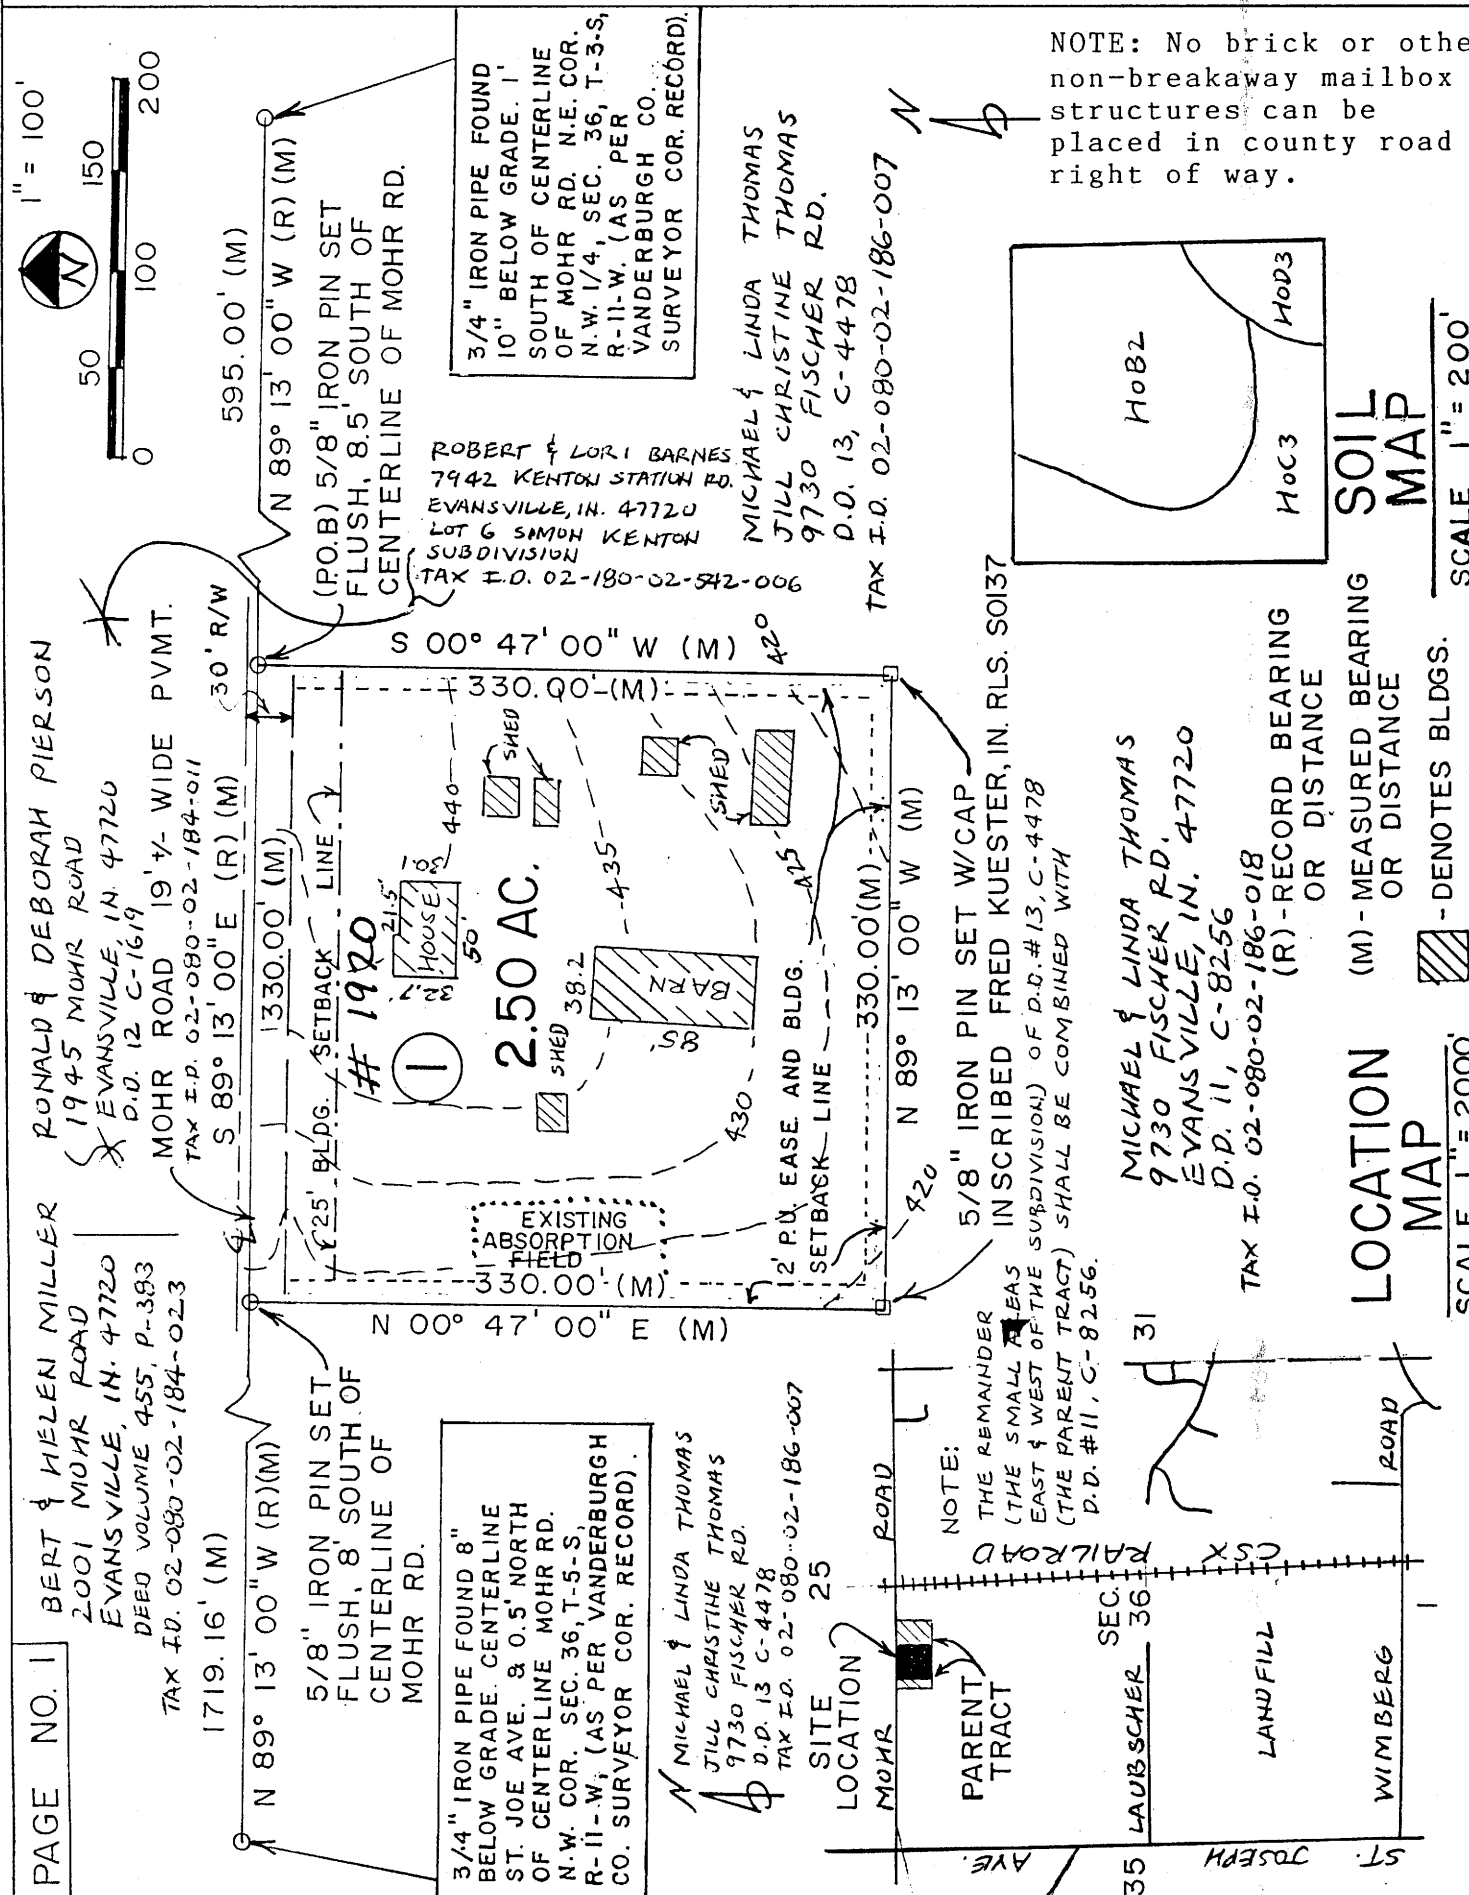 PAGE NO. 1
BERT & HELEN MILLER
2001 MOHR ROAD
EVANSVILLE, IN. 47720
DEED VOLUME 455, P-383
TAX I.D. 02-080-02-184-023
RONALD & DEBORAH PIERSON
1945 MOHR ROAD
EVANSVILLE, IN. 47720
D.D. 12 C-1619
MOHR ROAD 19' +/- WIDE PVMT.
TAX I.D. 02-080-02-184-011
1" = 100'
N
0 50 100 150 200
1719.16' (M)
N 89° 13' 00" W (R)(M)
S 89° 13' 00" E (R) (M)
330.00' (M)
30' R/W
595.00' (M)
N 89° 13' 00" W (R) (M)
5/8" IRON PIN SET
FLUSH, 8' SOUTH OF
CENTERLINE OF
MOHR RD.
(P.O.B) 5/8" IRON PIN SET
FLUSH, 8.5' SOUTH OF
CENTERLINE OF MOHR RD.
3/4" IRON PIPE FOUND 8"
BELOW GRADE. CENTERLINE
ST. JOE AVE. & 0.5' NORTH
OF CENTERLINE MOHR RD.
N.W. COR. SEC. 36, T-5-S,
R-11-W, (AS PER VANDERBURGH
CO. SURVEYOR COR. RECORD).
3/4" IRON PIPE FOUND
10" BELOW GRADE. 1'
SOUTH OF CENTERLINE
OF MOHR RD. N.E. COR.
N.W. 1/4, SEC. 36, T-3-S,
R-11-W. (AS PER
VANDERBURGH CO.
SURVEYOR COR. RECORD).
ROBERT & LORI BARNES
7942 KENTON STATION RD.
EVANSVILLE, IN. 47720
LOT 6 SIMON KENTON
SUBDIVISION
TAX I.D. 02-180-02-542-006
25' BLDG. SETBACK LINE
# 1920
1
2.50 AC.
HOUSE
21.5'
32.7'
50'
SHED
SHED
SHED
SHED
38.2
BARN
85'
440
435
430
425
420
420
EXISTING
ABSORPTION
FIELD
330.00' (M)
N 00° 47' 00" E (M)
330.00' (M)
S 00° 47' 00" W (M)
12' P.U. EASE. AND BLDG.
SETBACK LINE
330.00'(M)
N 89° 13' 00" W (M)
5/8" IRON PIN SET W/CAP
INSCRIBED FRED KUESTER, IN. RLS. SO137
MICHAEL & LINDA THOMAS
JILL CHRISTINE THOMAS
9730 FISCHER RD.
D.D. 13 C-4478
TAX I.D. 02-080-02-186-007
MICHAEL & LINDA THOMAS
JILL CHRISTINE THOMAS
9730 FISCHER RD.
D.D. 13, C-4478
TAX I.D. 02-080-02-186-007
NOTE: No brick or othe
non-breakaway mailbox
structures can be
placed in county road
right of way.
NOTE:
THE REMAINDER
(THE SMALL AREAS
EAST & WEST OF THE SUBDIVISION) OF D.D.#13, C-4478
(THE PARENT TRACT) SHALL BE COMBINED WITH
D.D. #11, C-8256.
MICHAEL & LINDA THOMAS
9730 FISCHER RD.
EVANSVILLE, IN. 47720
D.D. 11, C-8256
TAX I.D. 02-080-02-186-018
(R) - RECORD BEARING
OR DISTANCE
(M) - MEASURED BEARING
OR DISTANCE
- DENOTES BLDGS.
SITE
LOCATION
25
MOHR ROAD
PARENT
TRACT
CSX RAILROAD
SEC.
36
31
35
LAUBSCHER
LANDFILL
WIMBERG ROAD
ST. JOSEPH AVE.
LOCATION
MAP
SCALE 1" = 2000'
HoB2
HoC3
HoD3
SOIL
MAP
SCALE 1" = 200'